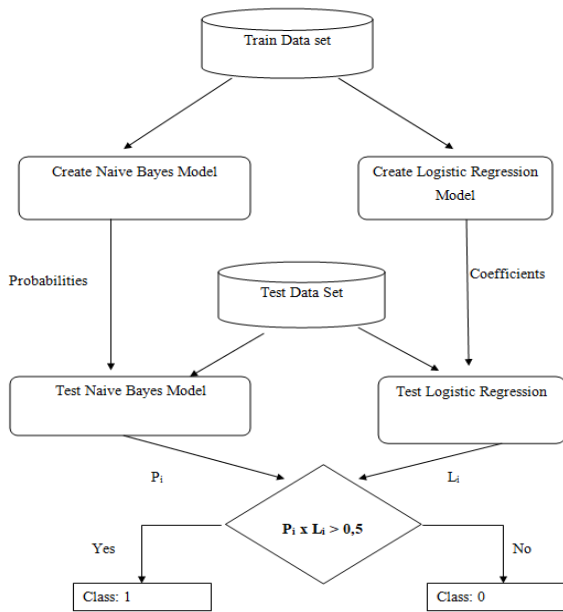 Train Data set
Create Naive Bayes Model
Create Logistic Regression
Model
Probabilities
Coefficients
Test Data Set
Test Naive Bayes Model
Test Logistic Regression
Pᵢ
Lᵢ
Pᵢ x Lᵢ > 0,5
Yes
No
Class: 1
Class: 0